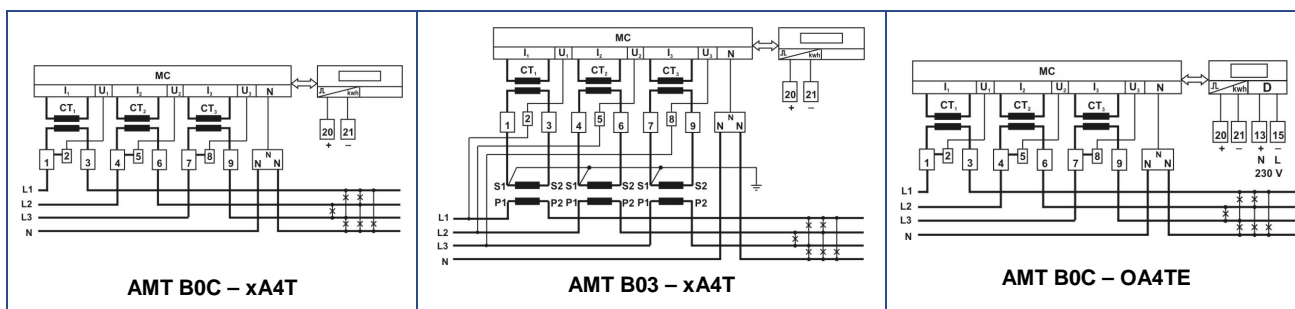 MC
I₁ U₁ I₂ U₂ I₃ U₃ N
kwh
CT₁ CT₂ CT₃
20 21
+ −
1 2 3 4 5 6 7 8 9 N N N
L1
L2
L3
N
AMT B0C – xA4T
MC
I₁ U₁ I₂ U₂ I₃ U₃ N
kwh
CT₁ CT₂ CT₃
20 21
+ −
1 2 3 4 5 6 7 8 9 N N N
S1 S2 S1 S2 S1 S2
P1 P2 P1 P2 P1 P2
L1
L2
L3
N
AMT B03 – xA4T
MC
I₁ U₁ I₂ U₂ I₃ U₃ N
kwh D
CT₁ CT₂ CT₃
20 21 13 15
+ − + −
1 2 3 4 5 6 7 8 9 N N N
N L
230 V
L1
L2
L3
N
AMT B0C – OA4TE